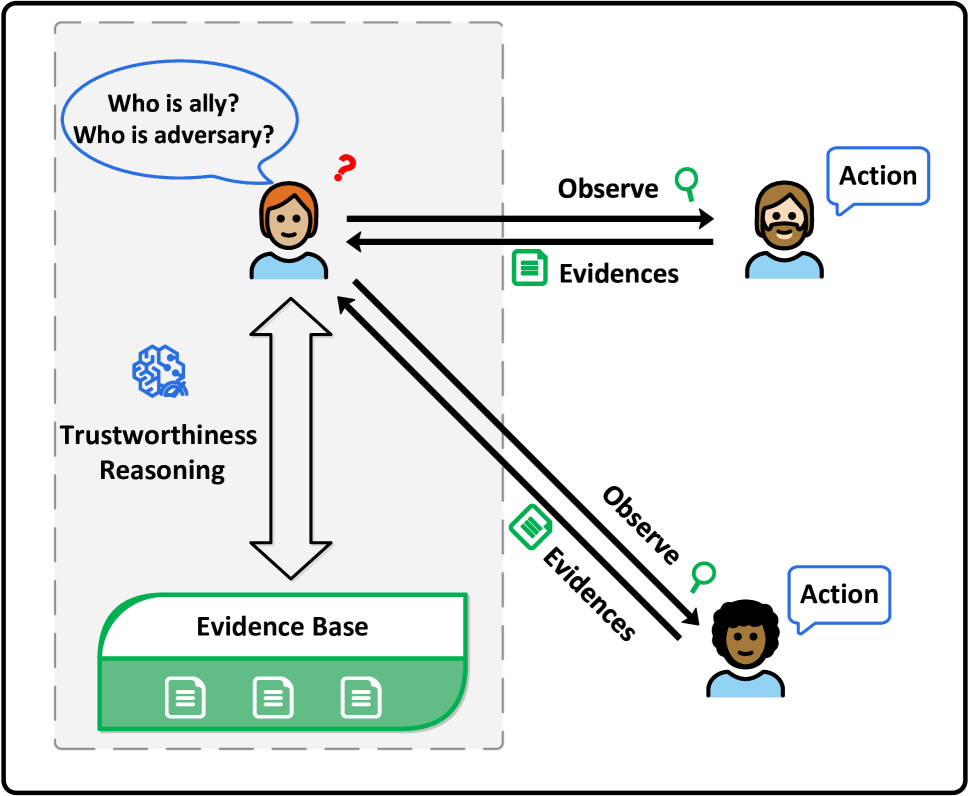 Who is ally?
Who is adversary?
?
Observe
Action
Evidences
Trustworthiness
Reasoning
Observe
Evidences
Action
Evidence Base